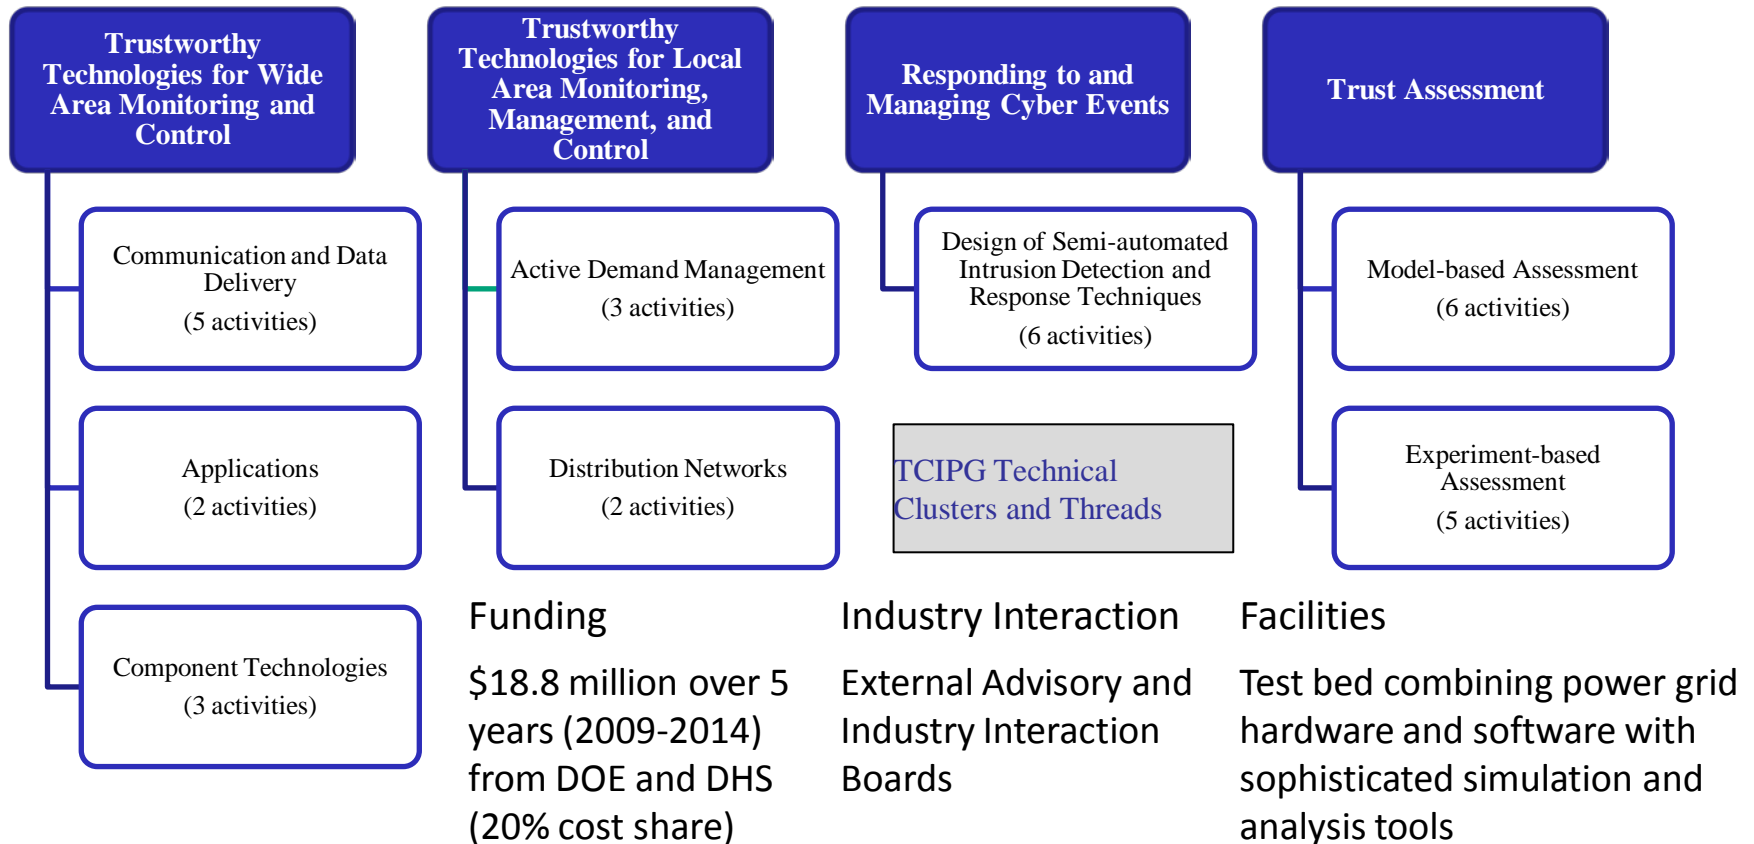 Trustworthy
Technologies for Wide
Area Monitoring and
Control
Communication and Data
Delivery
(5 activities)
Applications
(2 activities)
Component Technologies
(3 activities)
Trustworthy
Technologies for Local
Area Monitoring,
Management, and
Control
Active Demand Management
(3 activities)
Distribution Networks
(2 activities)
Responding to and
Managing Cyber Events
Design of Semi-automated
Intrusion Detection and
Response Techniques
(6 activities)
TCIPG Technical
Clusters and Threads
Trust Assessment
Model-based Assessment
(6 activities)
Experiment-based
Assessment
(5 activities)
Funding
$18.8 million over 5
years (2009-2014)
from DOE and DHS
(20% cost share)
Industry Interaction
External Advisory and
Industry Interaction
Boards
Facilities
Test bed combining power grid
hardware and software with
sophisticated simulation and
analysis tools